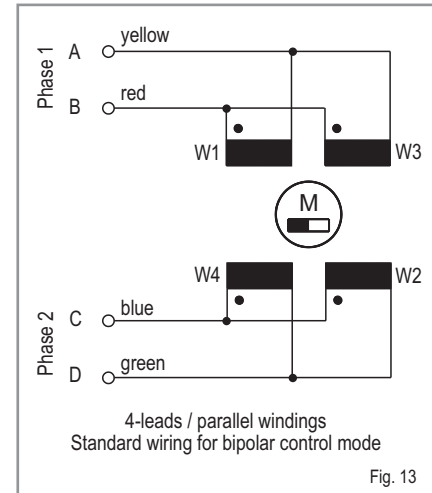 Phase 1
A yellow
B red
W1 W3
M
W4 W2
Phase 2
C blue
D green
4-leads / parallel windings
Standard wiring for bipolar control mode
Fig. 13